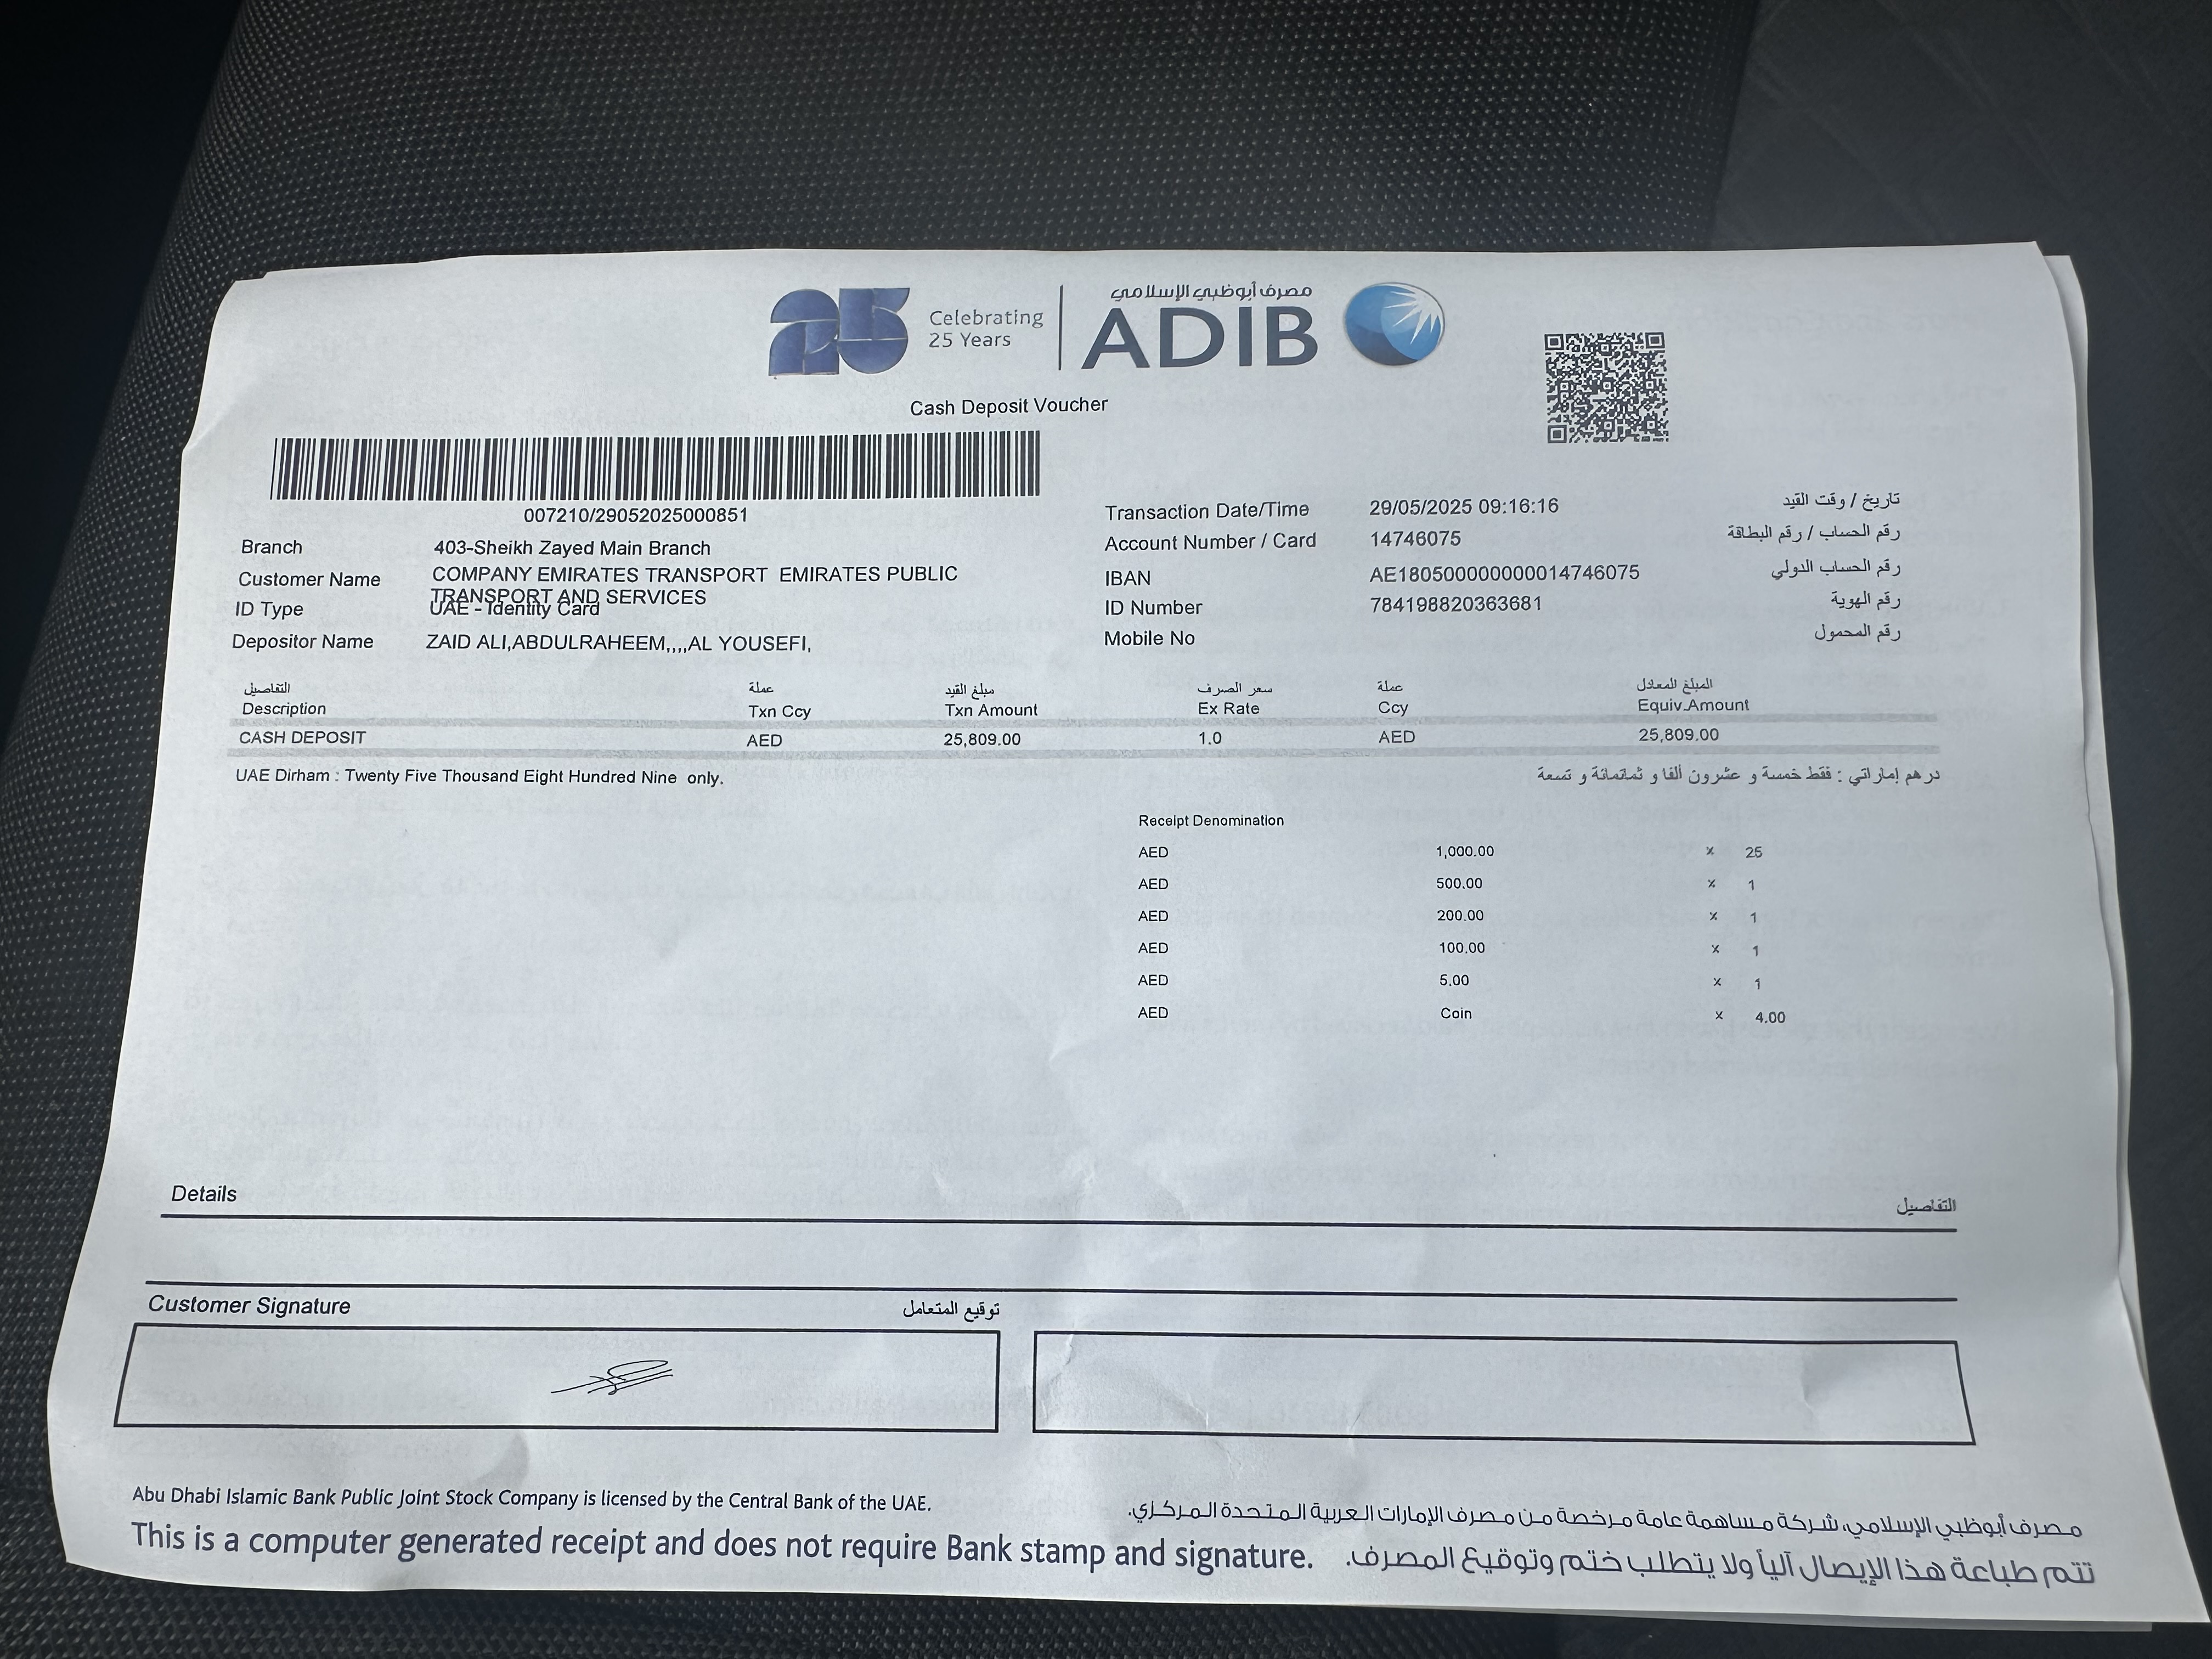 25 Celebrating 25 Years
مصرف أبوظبي الإسلامي
ADIB
Cash Deposit Voucher
007210/29052025000851
Transaction Date/Time 29/05/2025 09:16:16 تاريخ / وقت القيد
Branch 403-Sheikh Zayed Main Branch
Account Number / Card 14746075 رقم الحساب / رقم البطاقة
Customer Name COMPANY EMIRATES TRANSPORT EMIRATES PUBLIC
TRANSPORT AND SERVICES
IBAN AE180500000000014746075 رقم الحساب الدولي
ID Type UAE - Identity Card
ID Number 784198820363681 رقم الهوية
Depositor Name ZAID ALI,ABDULRAHEEM,,,,AL YOUSEFI,
Mobile No رقم المحمول
التفاصيل عملة مبلغ القيد سعر الصرف عملة المبلغ المعادل
Description Txn Ccy Txn Amount Ex Rate Ccy Equiv.Amount
CASH DEPOSIT AED 25,809.00 1.0 AED 25,809.00
UAE Dirham : Twenty Five Thousand Eight Hundred Nine only.
درهم إماراتي : فقط خمسة و عشرون ألفا و ثمانمائة و تسعة
Receipt Denomination
AED 1,000.00 x 25
AED 500.00 x 1
AED 200.00 x 1
AED 100.00 x 1
AED 5.00 x 1
AED Coin x 4.00
Details التفاصيل
Customer Signature توقيع المتعامل
Abu Dhabi Islamic Bank Public Joint Stock Company is licensed by the Central Bank of the UAE.
مصرف أبوظبي الإسلامي، شركة مساهمة عامة مرخصة من مصرف الإمارات العربية المتحدة المركزي.
This is a computer generated receipt and does not require Bank stamp and signature.
تتم طباعة هذا الإيصال آلياً ولا يتطلب ختم وتوقيع المصرف.